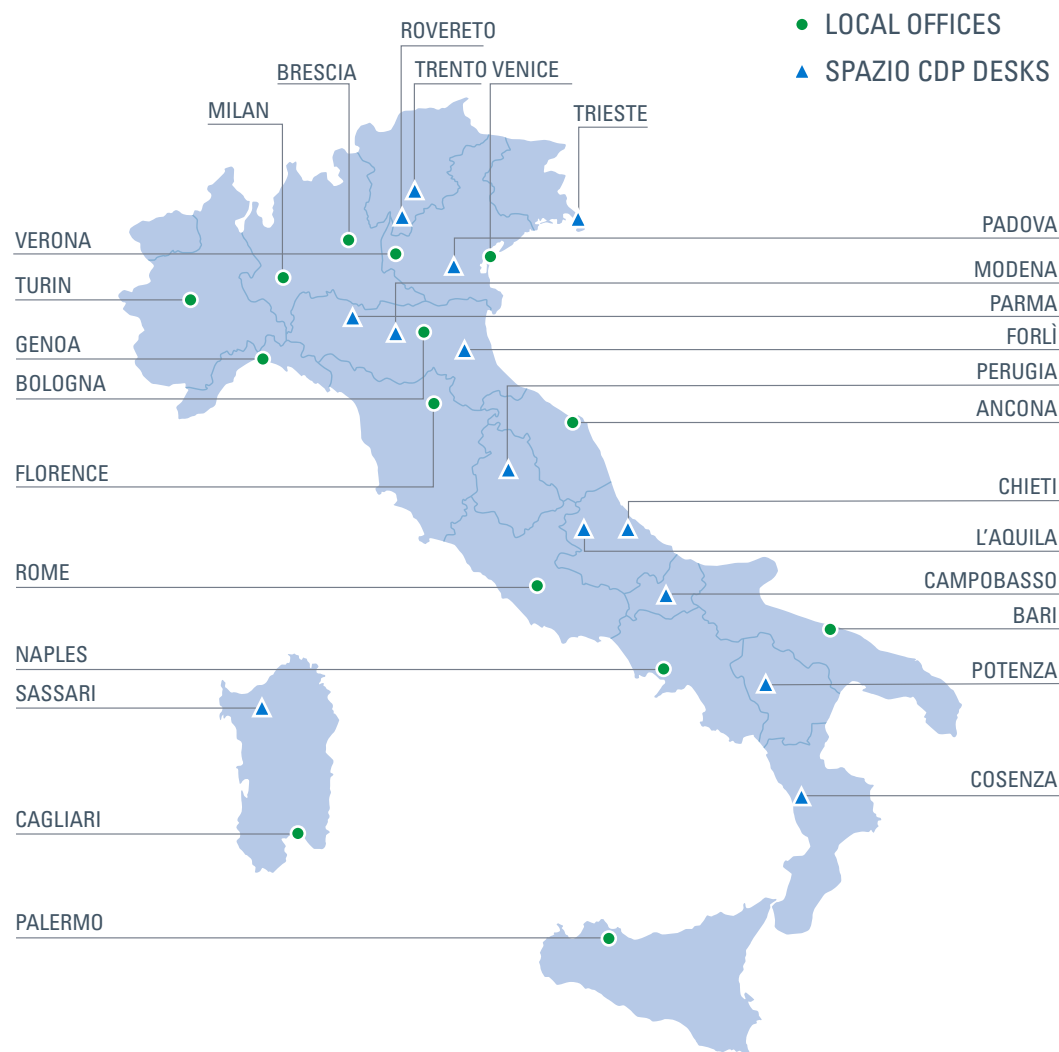 LOCAL OFFICES
SPAZIO CDP DESKS
ROVERETO
BRESCIA
TRENTO
VENICE
MILAN
TRIESTE
VERONA
PADOVA
TURIN
MODENA
PARMA
GENOA
FORLÌ
BOLOGNA
PERUGIA
ANCONA
FLORENCE
CHIETI
L'AQUILA
ROME
CAMPOBASSO
BARI
NAPLES
POTENZA
SASSARI
COSENZA
CAGLIARI
PALERMO